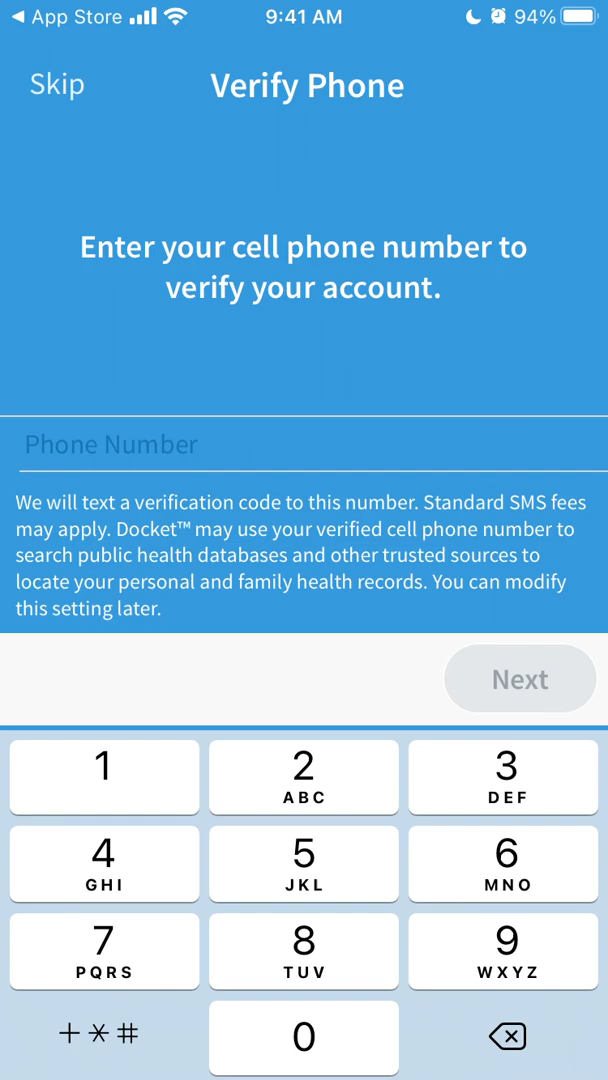 ◀ App Store 9:41 AM 94%
Skip Verify Phone
Enter your cell phone number to
verify your account.
Phone Number
We will text a verification code to this number. Standard SMS fees
may apply. Docket™ may use your verified cell phone number to
search public health databases and other trusted sources to
locate your personal and family health records. You can modify
this setting later.
Next
1 2 3
ABC DEF
4 5 6
GHI JKL MNO
7 8 9
PQRS TUV WXYZ
+*# 0